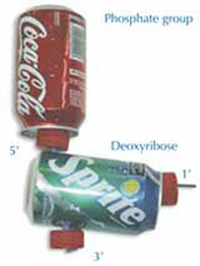 Phosphate group
Coca-Cola
Deoxyribose
5'
1'
Sprite
3'